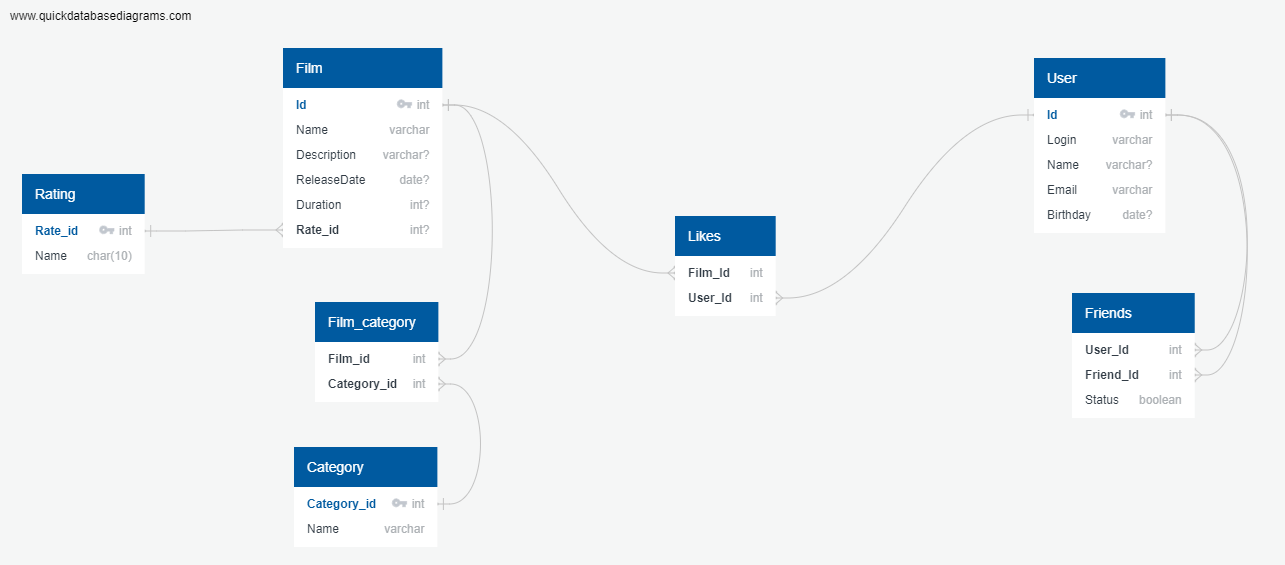 www.quickdatabasediagrams.com
Film
Id int
Name varchar
Description varchar?
ReleaseDate date?
Duration int?
Rate_id int?
User
Id int
Login varchar
Name varchar?
Email varchar
Birthday date?
Rating
Rate_id int
Name char(10)
Likes
Film_Id int
User_Id int
Film_category
Film_id int
Category_id int
Friends
User_Id int
Friend_Id int
Status boolean
Category
Category_id int
Name varchar